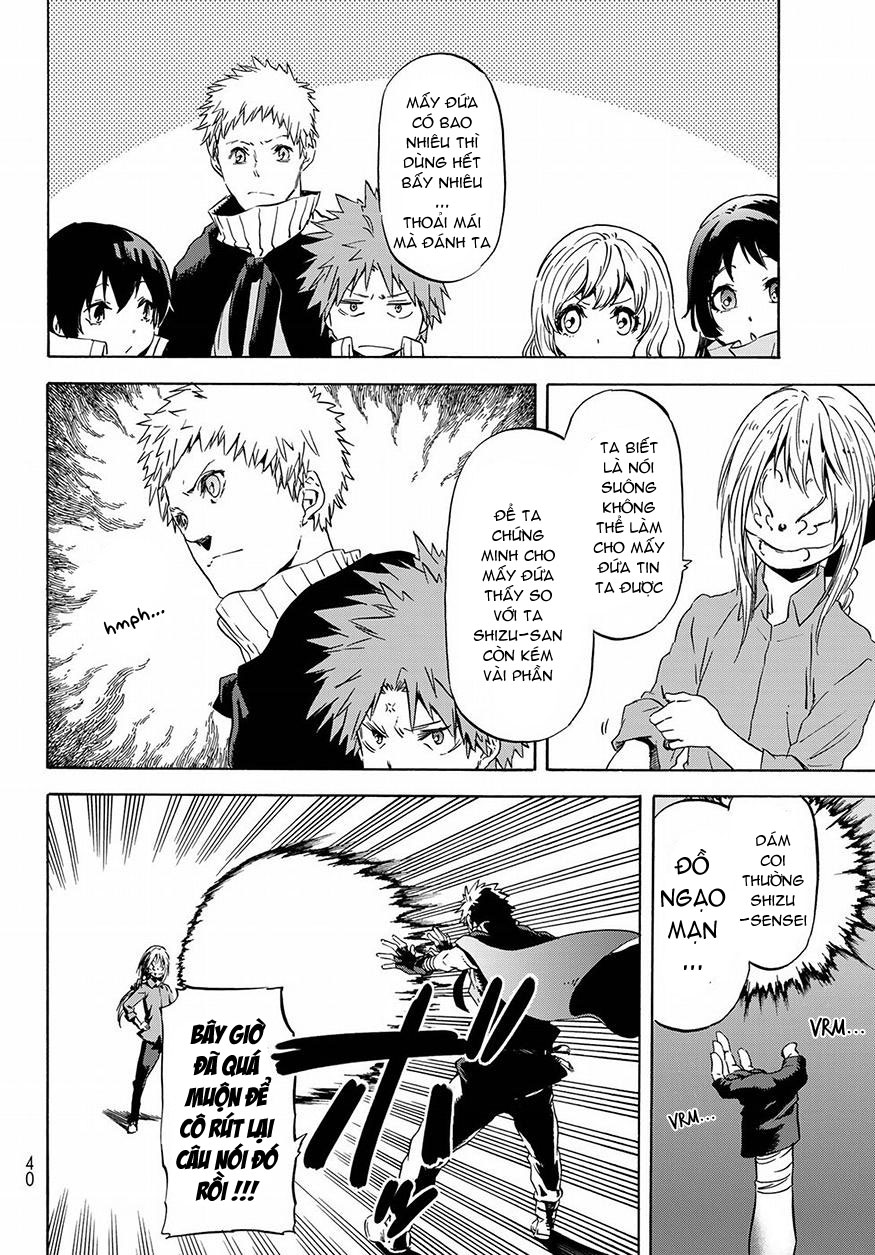 MẤY ĐỨA
CÓ BAO
NHIÊU THÌ
DÙNG HẾT
BẤY NHIÊU
...
THOẢI MÁI
MÀ ĐÁNH TA
TA BIẾT
LÀ NÓI
SUÔNG
KHÔNG
THỂ LÀM
CHO MẤY
ĐỨA TIN
TA ĐƯỢC
ĐỂ TA
CHỨNG
MINH CHO
MẤY ĐỨA
THẤY SO
VỚI TA
SHIZU-SAN
CÒN KÉM
VÀI PHẦN
hmph...
DÁM
COI
THƯỜNG
SHIZU
-SENSEI
ĐỒ
NGẠO
MẠN
...
VRM...
VRM...
BÂY GIỜ
ĐÃ QUÁ
MUỘN ĐỂ
CÔ RÚT LẠI
CÂU NÓI ĐÓ
RỒI !!!
ボッ
40